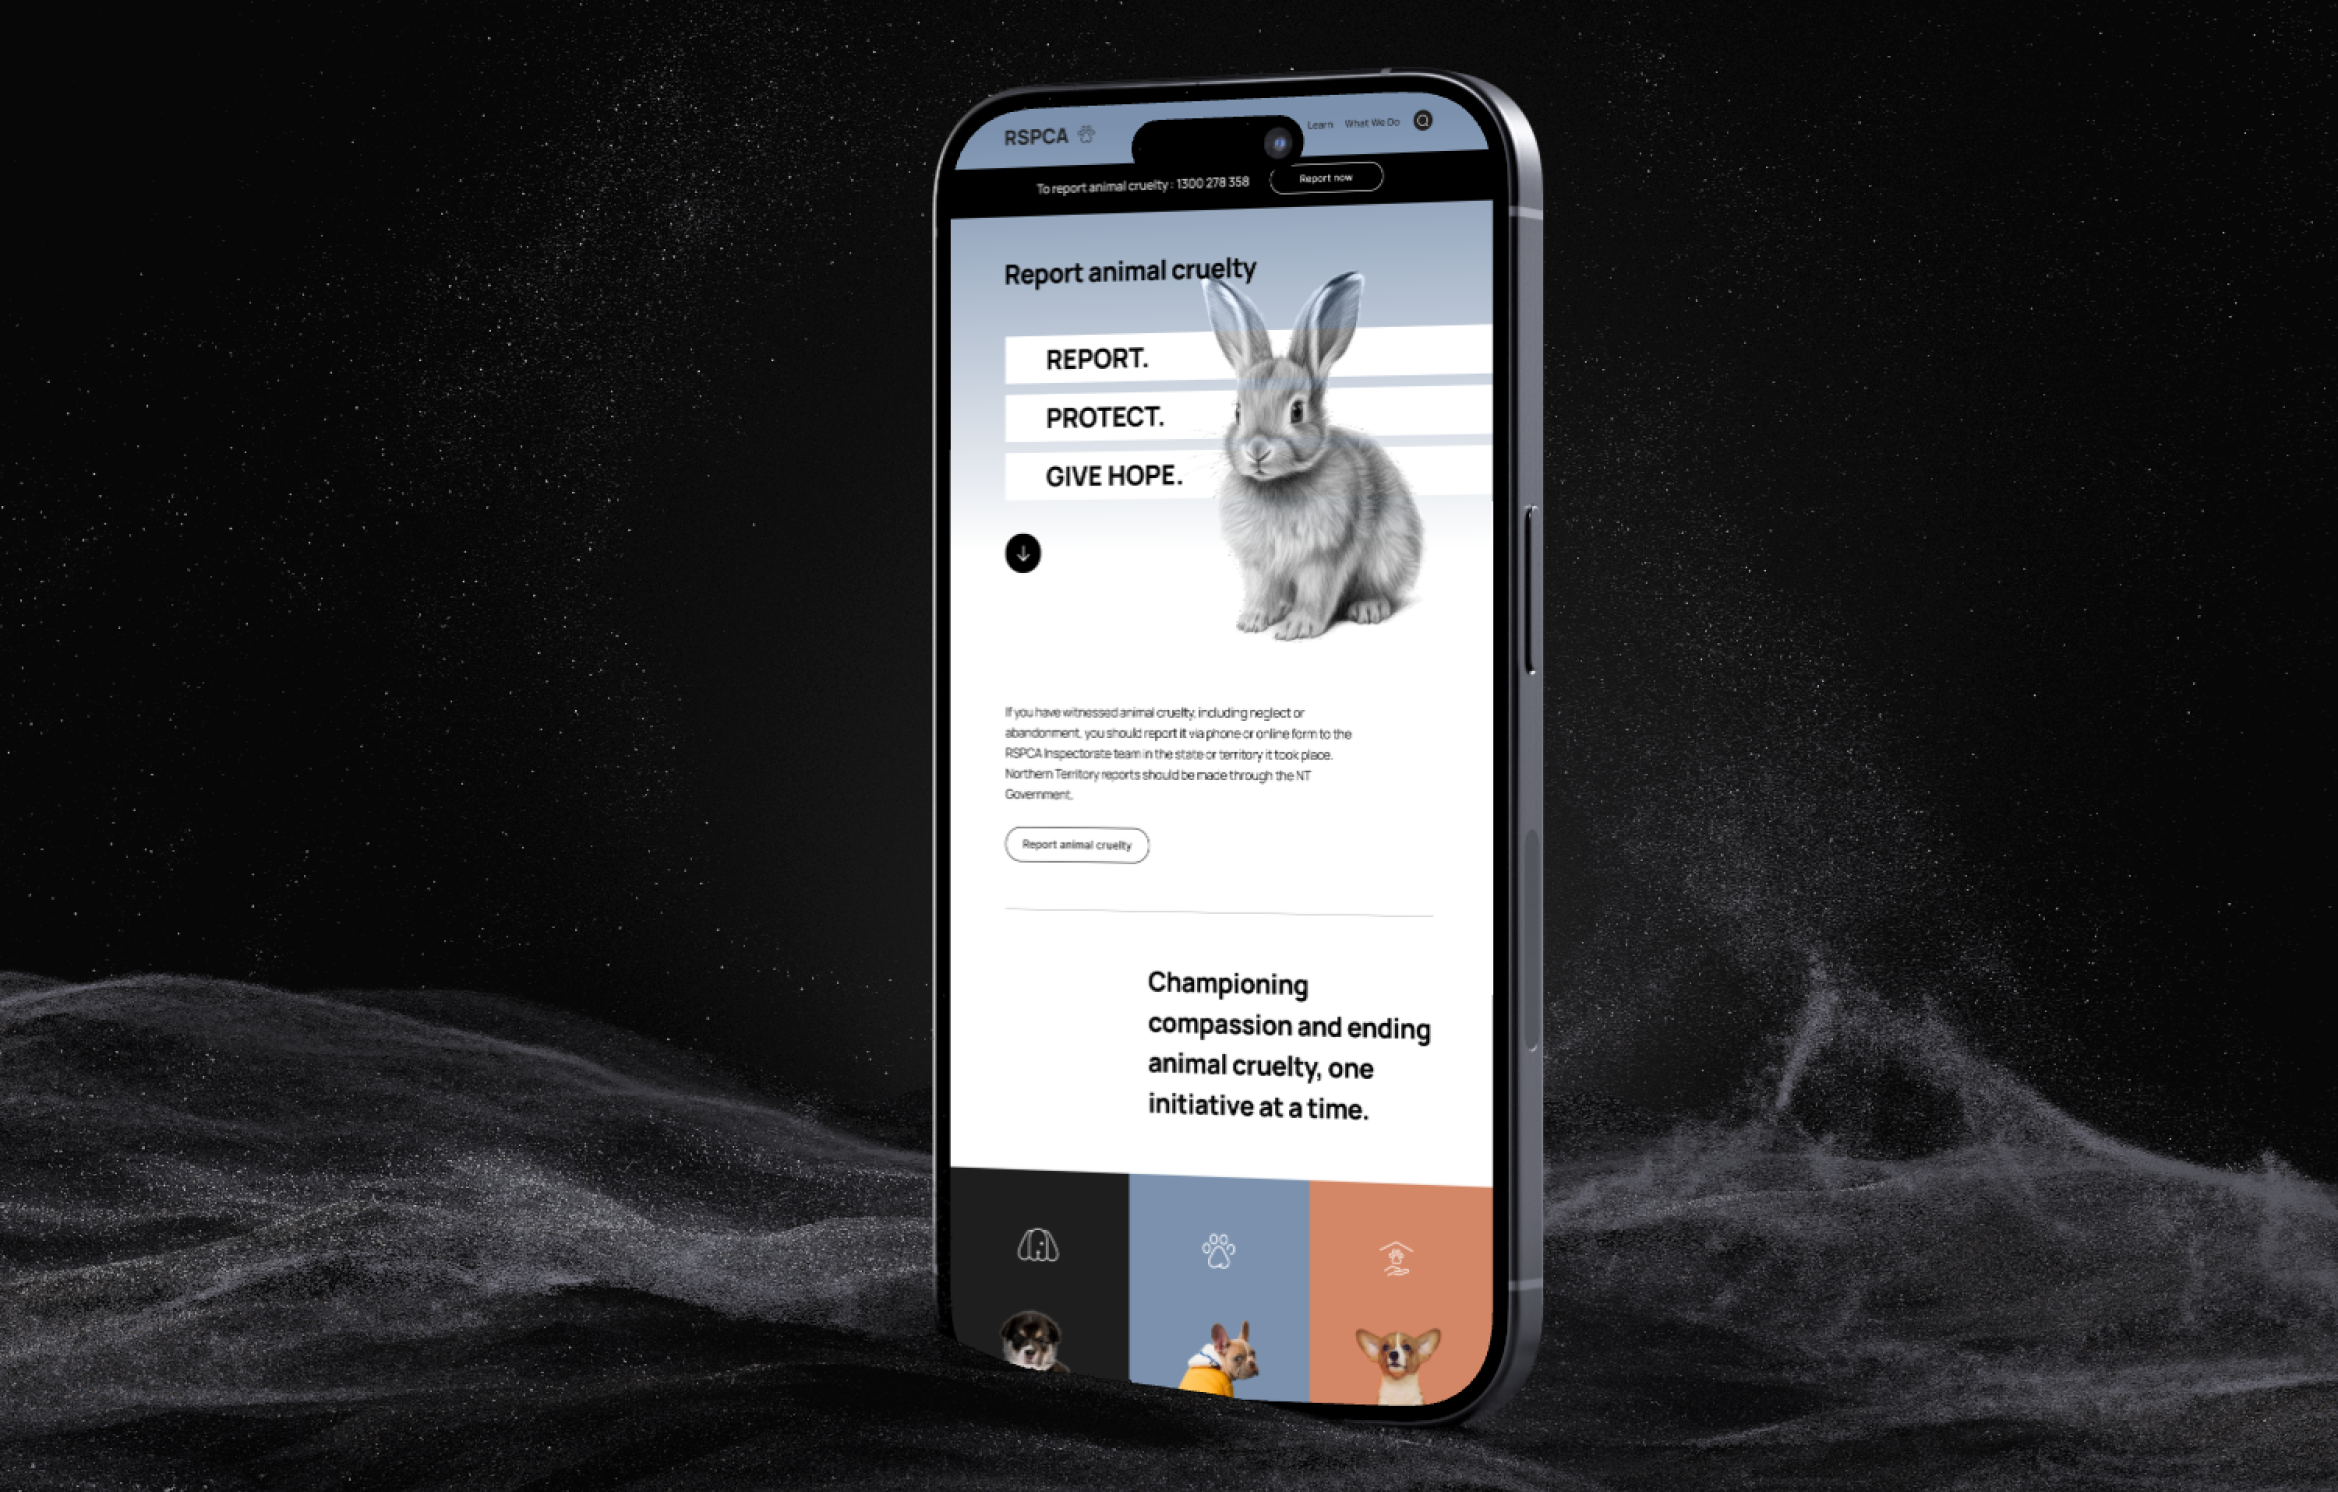 RSPCA
Learn What We Do
To report animal cruelty : 1300 278 358
Report now
Report animal cruelty
REPORT.
PROTECT.
GIVE HOPE.
If you have witnessed animal cruelty, including neglect or
abandonment, you should report it via phone or online form to the
RSPCA Inspectorate team in the state or territory it took place.
Northern Territory reports should be made through the NT
Government.
Report animal cruelty
Championing
compassion and ending
animal cruelty, one
initiative at a time.